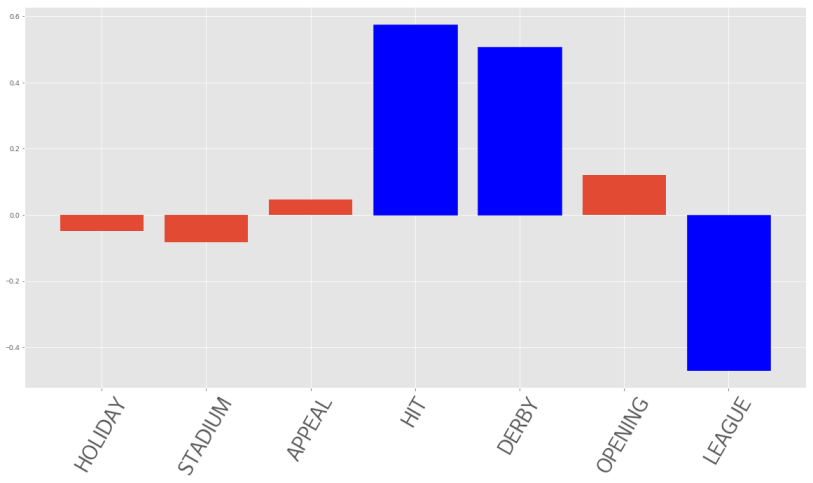 0.6
0.4
0.2
0.0
−0.2
−0.4
HOLIDAY
STADIUM
APPEAL
HIT
DERBY
OPENING
LEAGUE